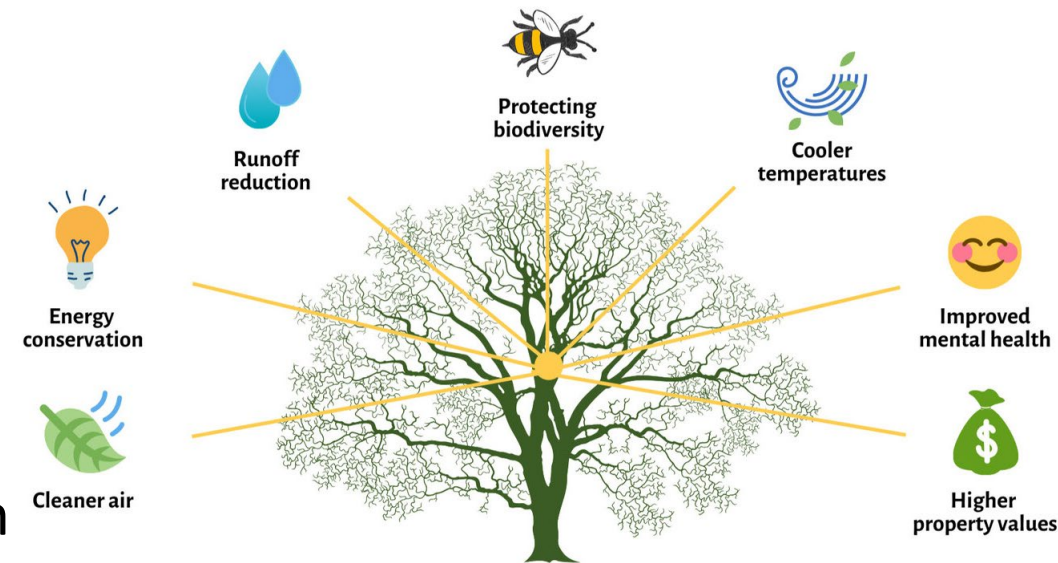 Protecting
biodiversity
Runoff
reduction
Cooler
temperatures
Energy
conservation
Improved
mental health
Cleaner air
Higher
property values
n
$